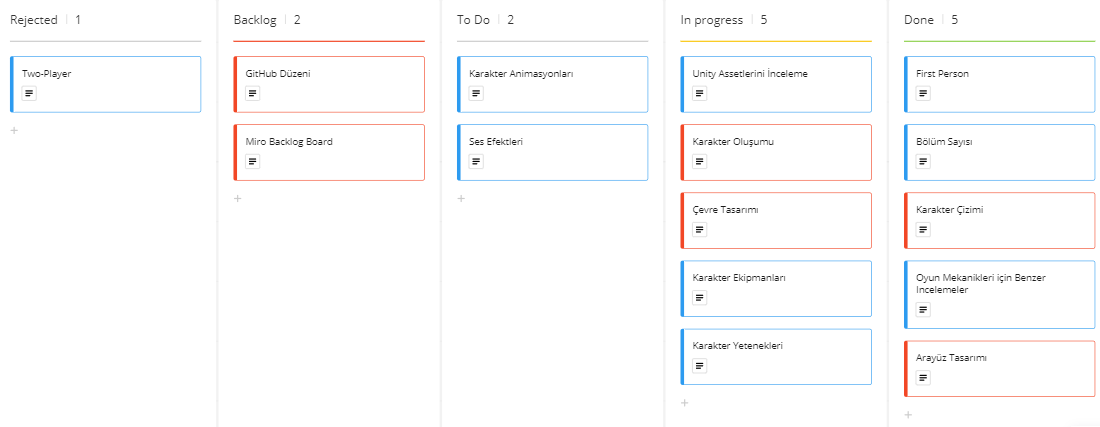 Rejected 1
Two-Player
Backlog 2
GitHub Düzeni
Miro Backlog Board
To Do 2
Karakter Animasyonları
Ses Efektleri
In progress 5
Unity Assetlerini İnceleme
Karakter Oluşumu
Çevre Tasarımı
Karakter Ekipmanları
Karakter Yetenekleri
Done 5
First Person
Bölüm Sayısı
Karakter Çizimi
Oyun Mekanikleri için Benzer
Incelemeler
Arayüz Tasarımı